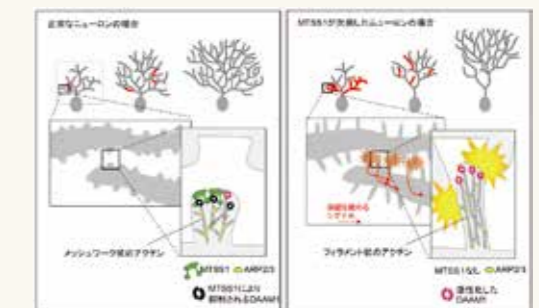 正常なニューロンの場合
メッシュワーク状のアクチン
MTSS1 ARP2/3
MTSS1により
抑制されるDAAM1
MTSS1が欠損したニューロンの場合
フィラメント状のアクチン
MTSS1なし ARP2/3
活性化した
DAAM1